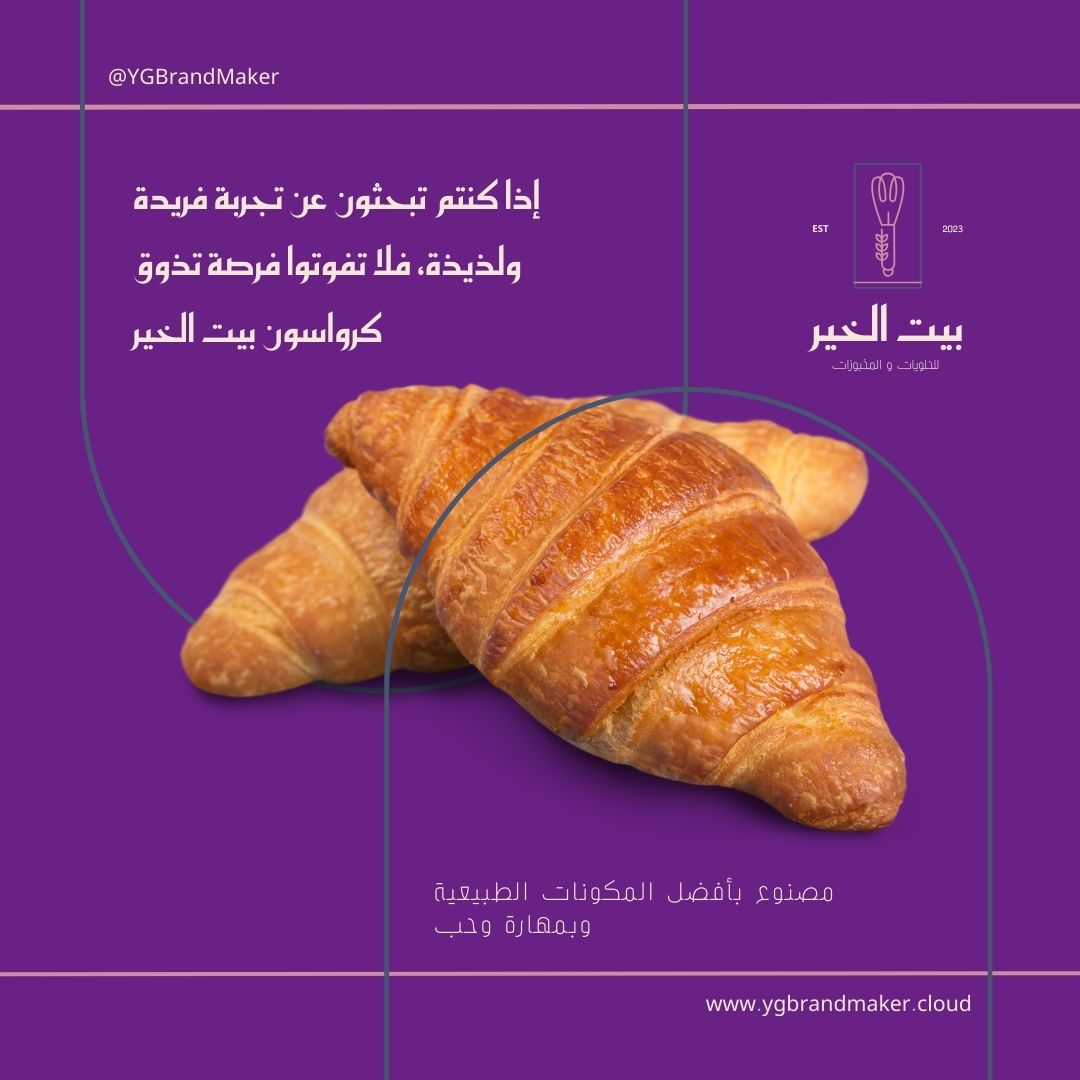 @YGBrandMaker
إذا كنتم تبحثون عن تجربة فريدة
ولذيذة، فلا تفوتوا فرصة تذوق
كرواسون بيت الخير
EST
2023
بيت الخير
للحلويات و المخبوزات
مصنوع بأفضل المكونات الطبيعية
وبمهارة وحب
www.ygbrandmaker.cloud